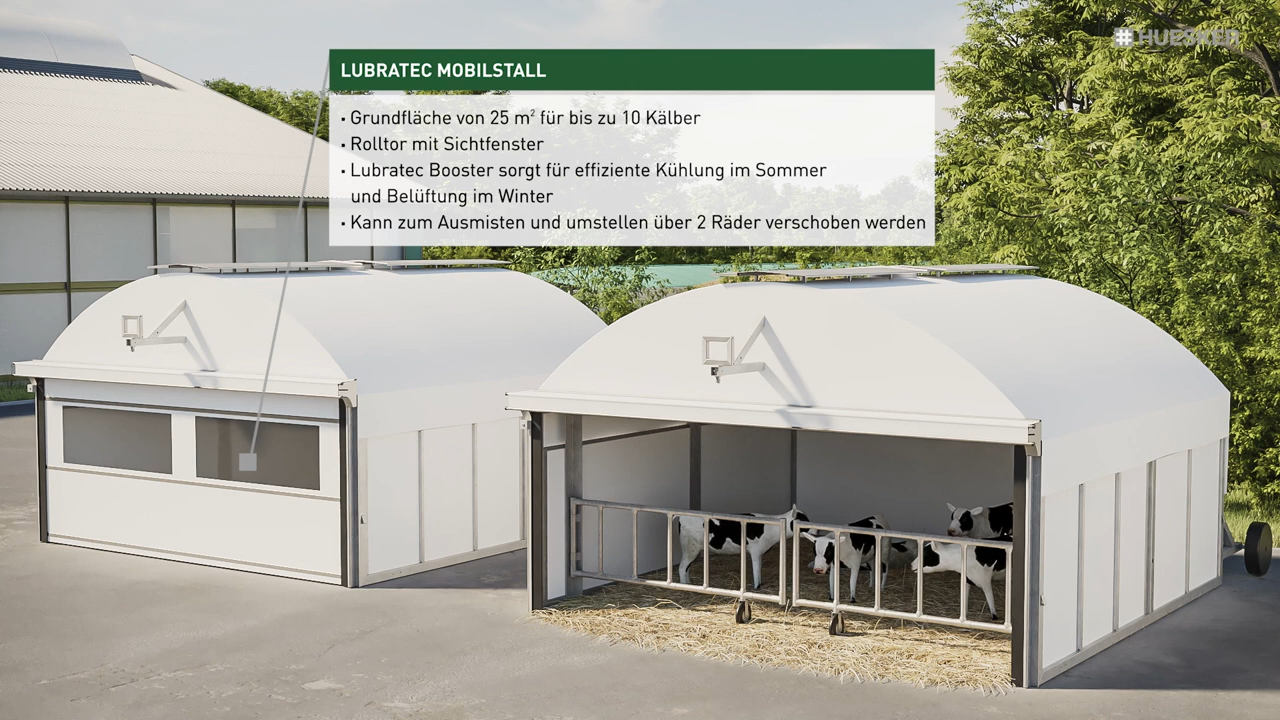 # HUESKER
LUBRATEC MOBILSTALL
· Grundfläche von 25 m² für bis zu 10 Kälber
· Rolltor mit Sichtfenster
· Lubratec Booster sorgt für effiziente Kühlung im Sommer
und Belüftung im Winter
· Kann zum Ausmisten und umstellen über 2 Räder verschoben werden